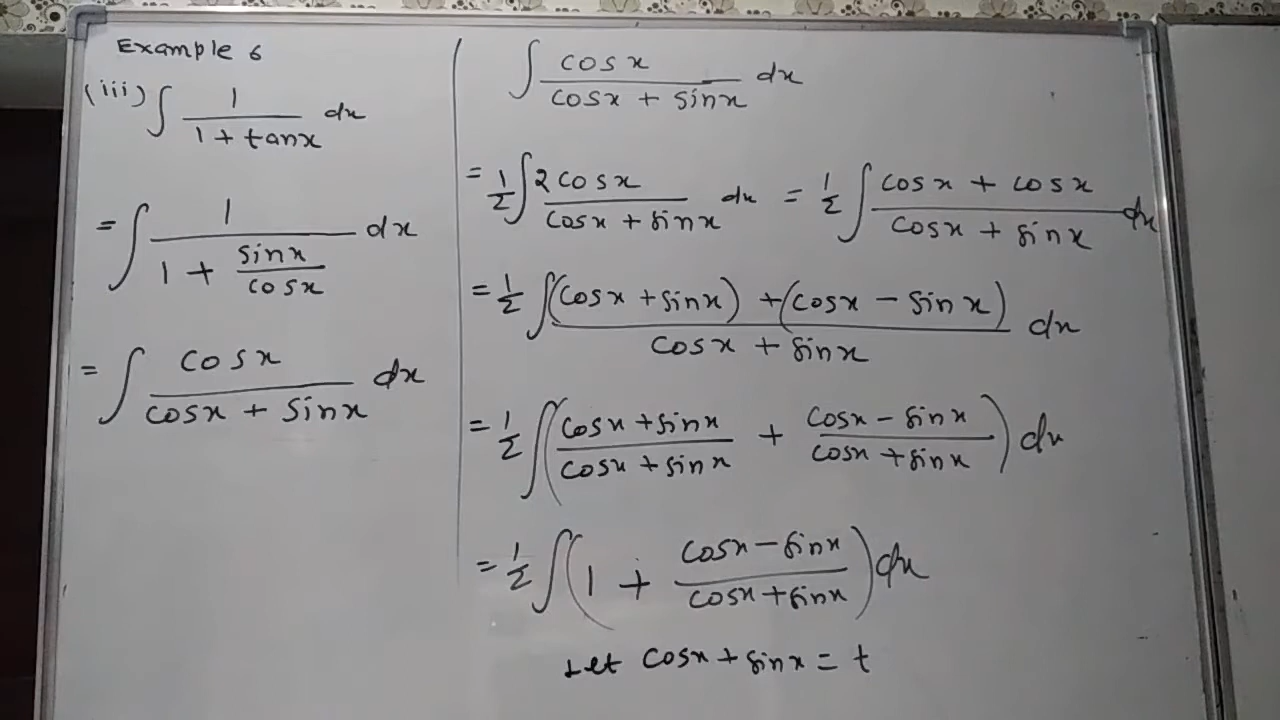 Example 6
(iii) ∫ 1/(1 + tanx) dx
= ∫ 1/(1 + sinx/cosx) dx
= ∫ cosx/(cosx + sinx) dx
∫ cosx/(cosx + sinx) dx
= 1/2 ∫ 2cosx/(cosx + sinx) dx = 1/2 ∫ (cosx + cosx)/(cosx + sinx) dx
= 1/2 ∫ ((cosx + sinx) + (cosx − sinx))/(cosx + sinx) dx
= 1/2 ∫ ((cosx + sinx)/(cosx + sinx) + (cosx − sinx)/(cosx + sinx)) dx
= 1/2 ∫ (1 + (cosx − sinx)/(cosx + sinx)) dx
Let cosx + sinx = t